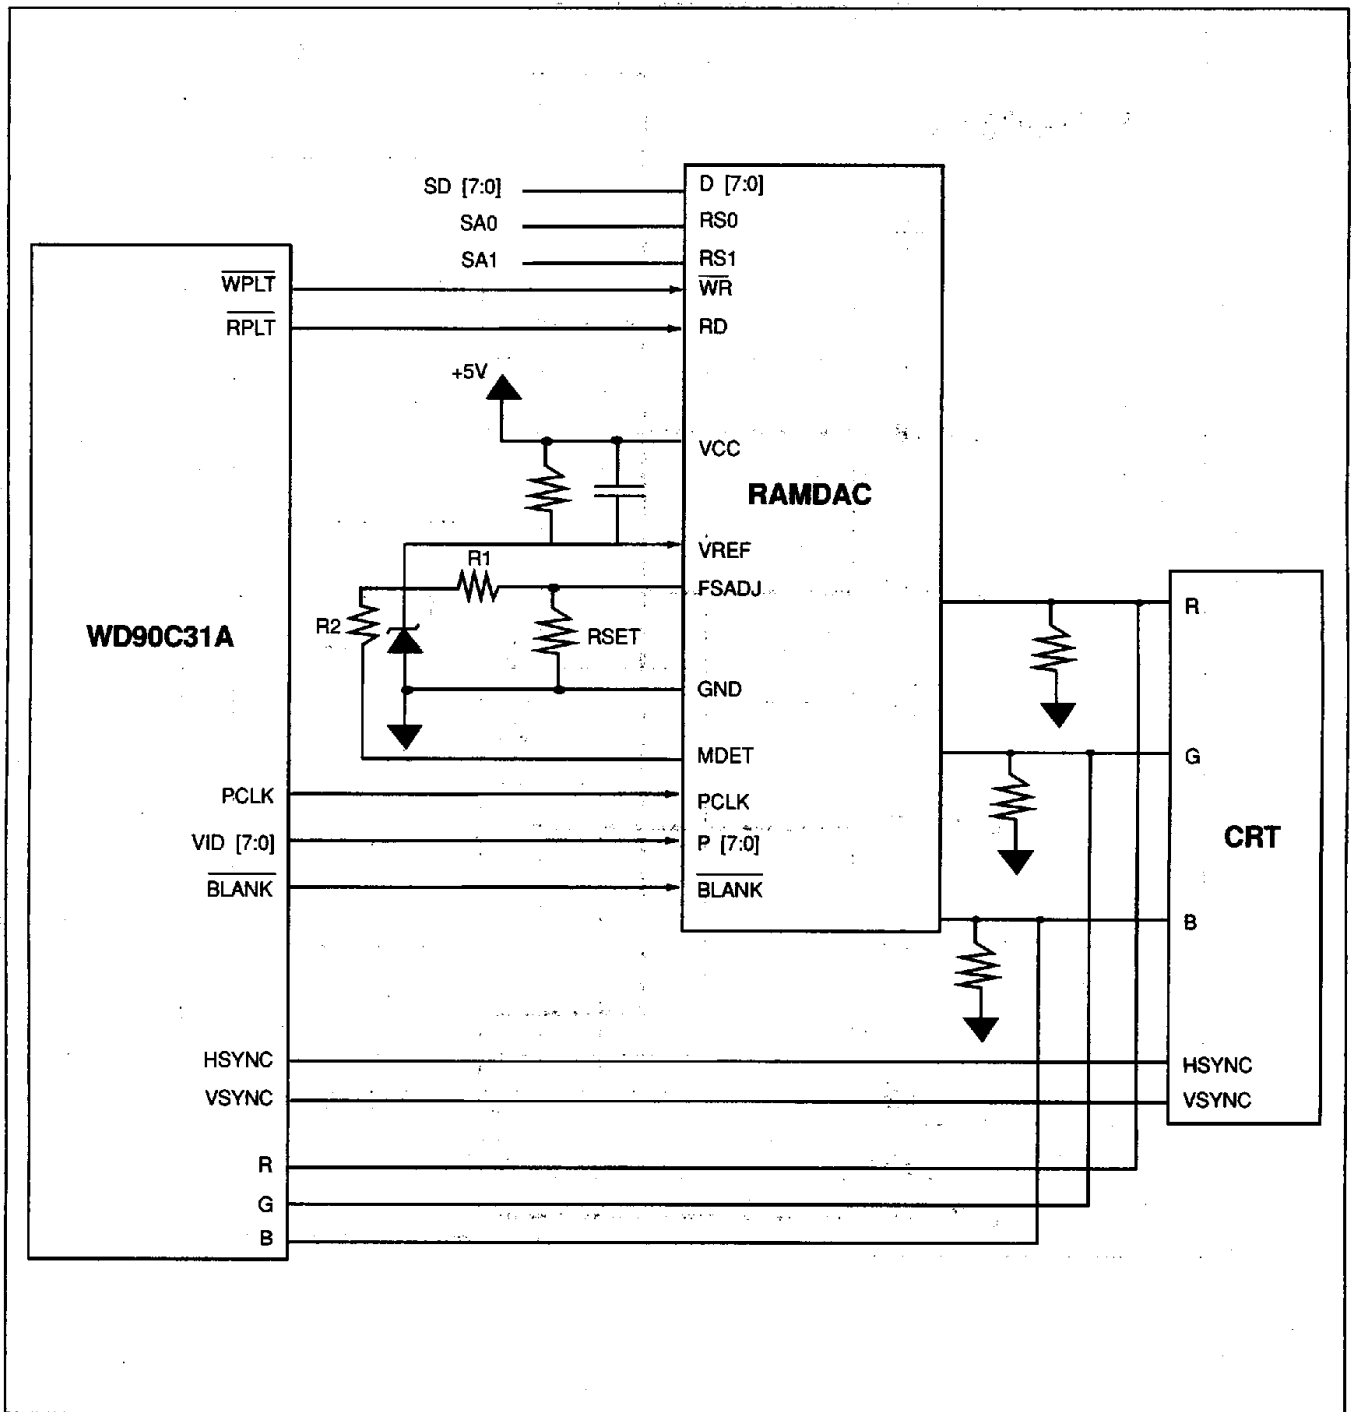 SD [7:0]
D [7:0]
SA0
RS0
SA1
RS1
WPLT
WR
RPLT
RD
+5V
VCC
RAMDAC
VREF
R1
FSADJ
R2
RSET
WD90C31A
R
GND
MDET
G
PCLK
PCLK
VID [7:0]
P [7:0]
CRT
BLANK
BLANK
B
HSYNC
HSYNC
VSYNC
VSYNC
R
G
B